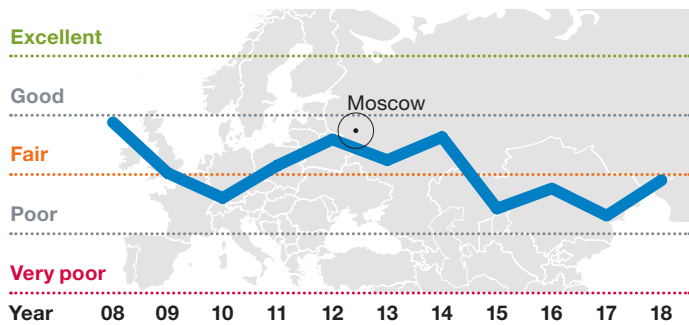 Excellent
Good
Moscow
Fair
Poor
Very poor
Year 08 09 10 11 12 13 14 15 16 17 18